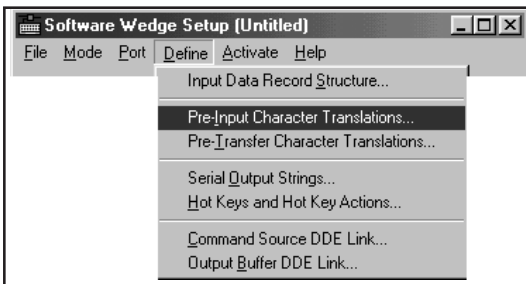 Software Wedge Setup (Untitled)
File Mode Port Define Activate Help
Input Data Record Structure...
Pre-Input Character Translations...
Pre-Transfer Character Translations...
Serial Output Strings...
Hot Keys and Hot Key Actions...
Command Source DDE Link...
Output Buffer DDE Link...